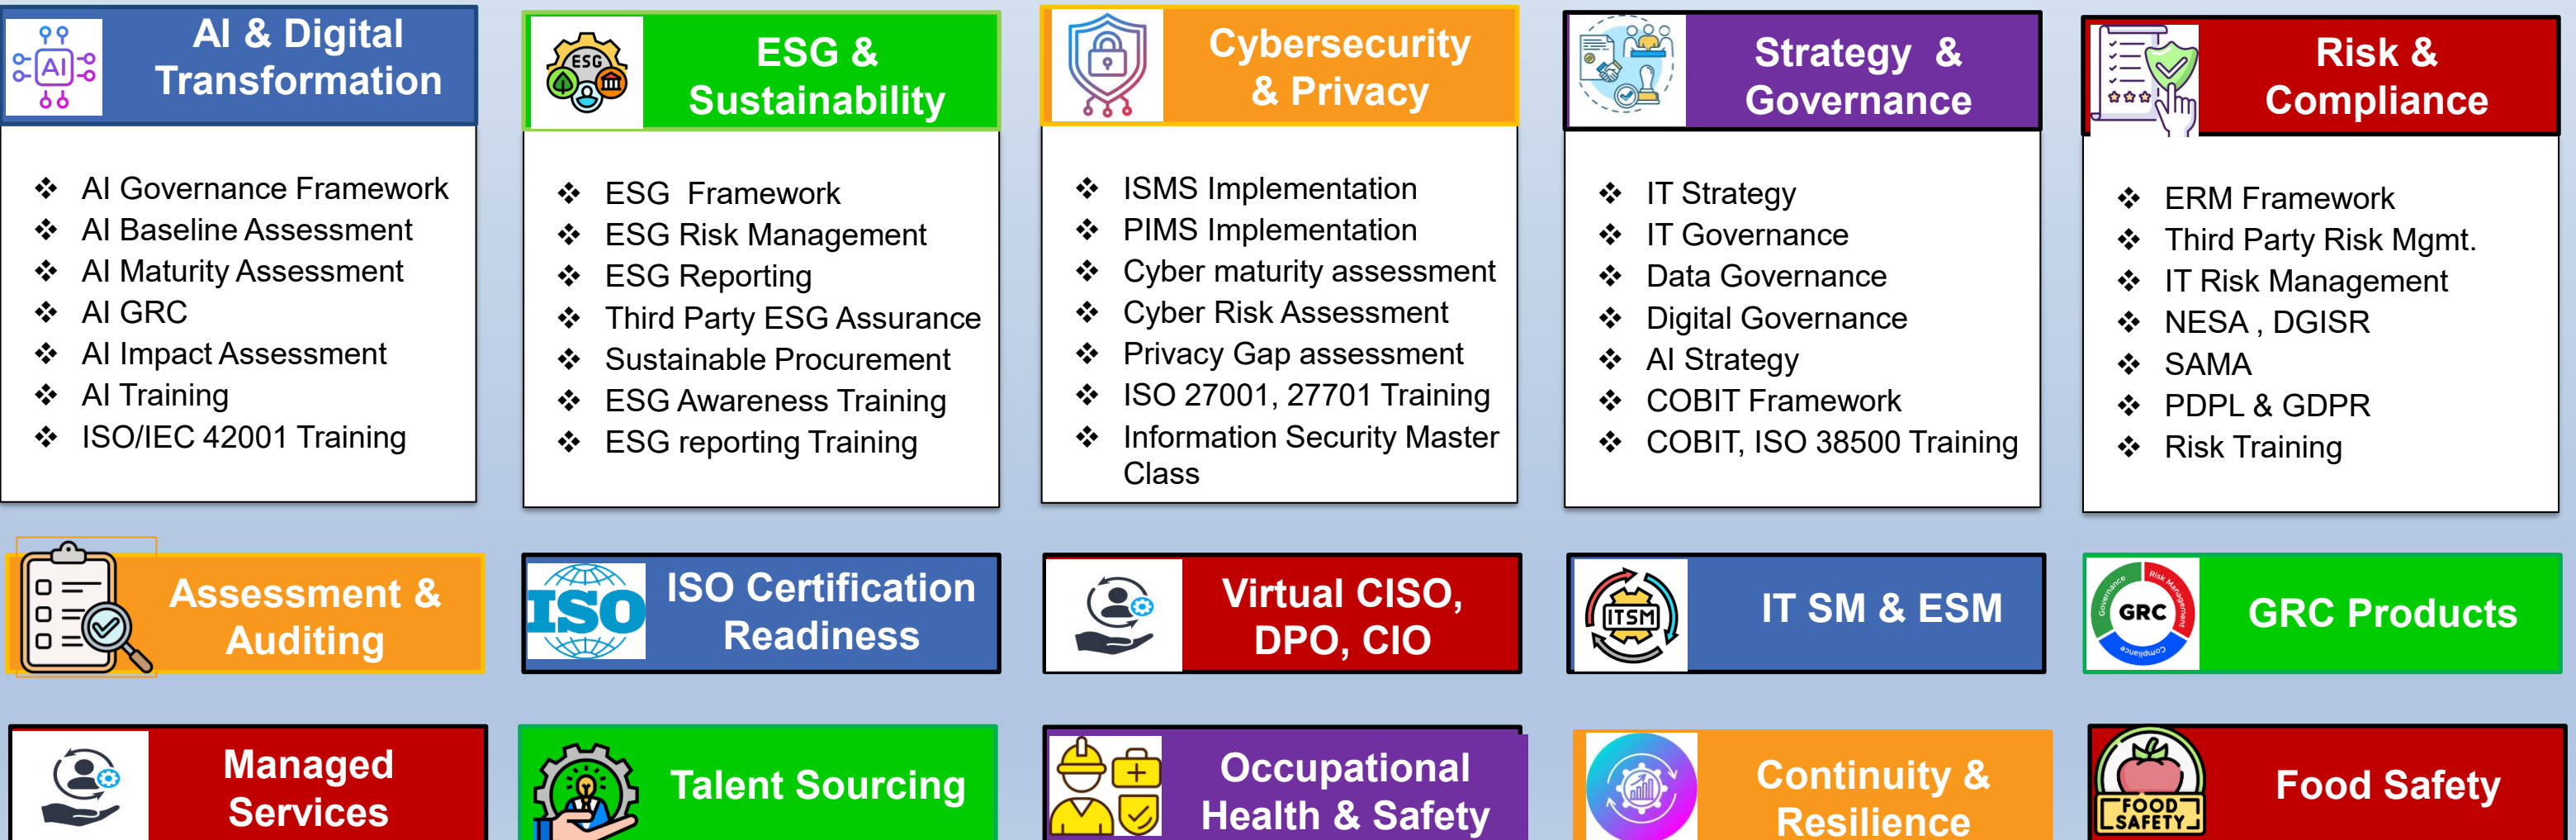 AI
AI & Digital
Transformation
AI Governance Framework
AI Baseline Assessment
AI Maturity Assessment
AI GRC
AI Impact Assessment
AI Training
ISO/IEC 42001 Training
ESG
ESG &
Sustainability
ESG Framework
ESG Risk Management
ESG Reporting
Third Party ESG Assurance
Sustainable Procurement
ESG Awareness Training
ESG reporting Training
Cybersecurity
& Privacy
ISMS Implementation
PIMS Implementation
Cyber maturity assessment
Cyber Risk Assessment
Privacy Gap assessment
ISO 27001, 27701 Training
Information Security Master
Class
Strategy &
Governance
IT Strategy
IT Governance
Data Governance
Digital Governance
AI Strategy
COBIT Framework
COBIT, ISO 38500 Training
Risk &
Compliance
ERM Framework
Third Party Risk Mgmt.
IT Risk Management
NESA , DGISR
SAMA
PDPL & GDPR
Risk Training
Assessment &
Auditing
ISO
ISO Certification
Readiness
Virtual CISO,
DPO, CIO
ITSM
IT SM & ESM
Governance
Risk Management
Compliance
GRC
GRC Products
Managed
Services
Talent Sourcing
Occupational
Health & Safety
Continuity &
Resilience
FOOD
SAFETY
Food Safety